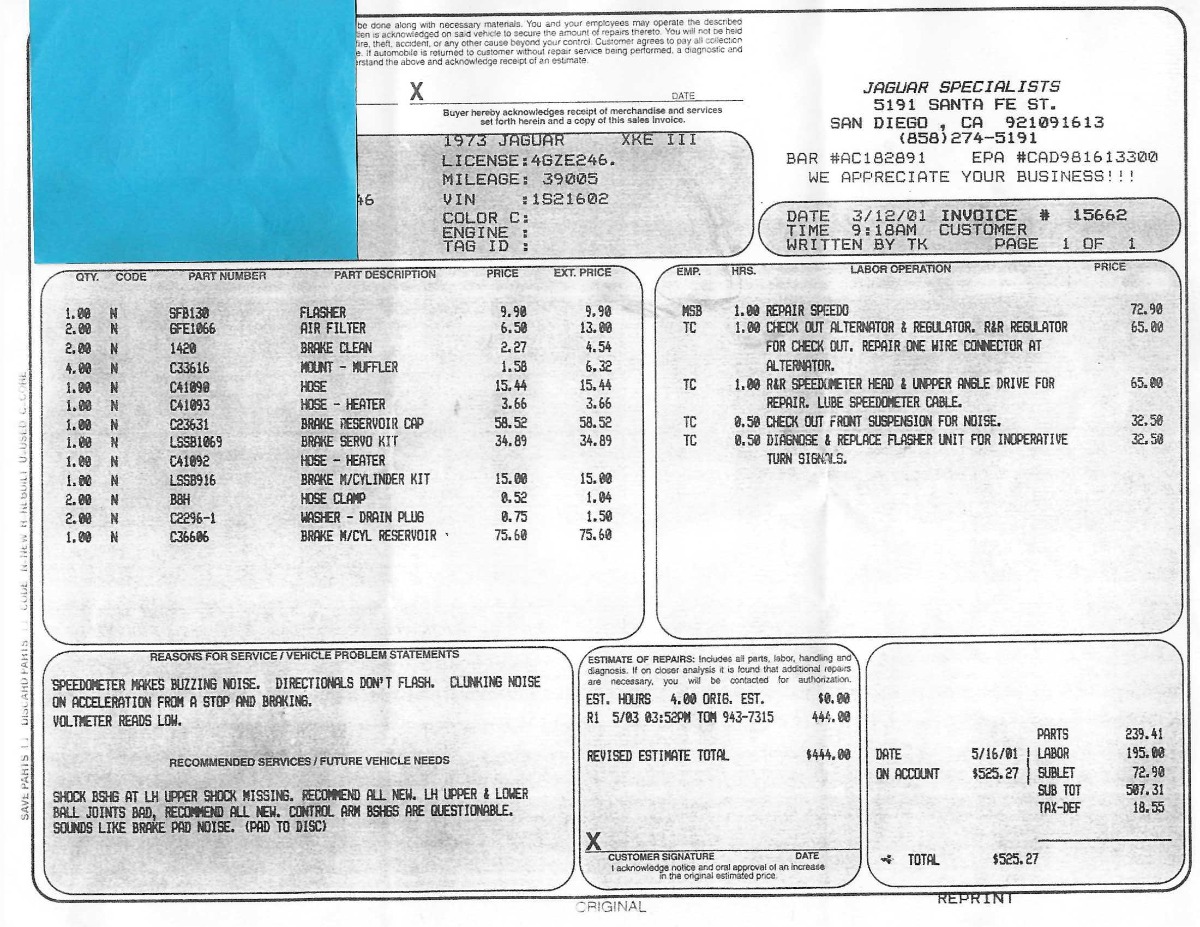 be done along with necessary materials. You and your employees may operate the described
en is acknowledged on said vehicle to secure the amount of repairs thereto. You will not be held
ire, theft, accident, or any other cause beyond your control. Customer agrees to pay all collection
e. If automobile is returned to customer without repair service being performed, a diagnostic and
erstand the above and acknowledge receipt of an estimate.
X DATE
Buyer hereby acknowledges receipt of merchandise and services
set forth herein and a copy of this sales invoice.
JAGUAR SPECIALISTS
5191 SANTA FE ST.
SAN DIEGO , CA 921091613
(858)274-5191
BAR #AC182891 EPA #CAD981613300
WE APPRECIATE YOUR BUSINESS!!!
1973 JAGUAR XKE III
LICENSE:4GZE246.
MILEAGE: 39005
46 VIN :1S21602
COLOR C:
ENGINE :
TAG ID :
DATE 3/12/01 INVOICE # 15662
TIME 9:18AM CUSTOMER
WRITTEN BY TK PAGE 1 OF 1
QTY. CODE PART NUMBER PART DESCRIPTION PRICE EXT. PRICE
1.00 N SFB130 FLASHER 9.90 9.90
2.00 N GFE1066 AIR FILTER 6.50 13.00
2.00 N 1420 BRAKE CLEAN 2.27 4.54
4.00 N C33616 MOUNT - MUFFLER 1.58 6.32
1.00 N C41090 HOSE 15.44 15.44
1.00 N C41093 HOSE - HEATER 3.66 3.66
1.00 N C23631 BRAKE RESERVOIR CAP 58.52 58.52
1.00 N LSSB1069 BRAKE SERVO KIT 34.89 34.89
1.00 N C41092 HOSE - HEATER
1.00 N LSSB916 BRAKE M/CYLINDER KIT 15.00 15.00
2.00 N B8H HOSE CLAMP 0.52 1.04
2.00 N C2296-1 WASHER - DRAIN PLUG 0.75 1.50
1.00 N C36606 BRAKE M/CYL RESERVOIR 75.60 75.60
EMP. HRS. LABOR OPERATION PRICE
MSB 1.00 REPAIR SPEEDO 72.90
TC 1.00 CHECK OUT ALTERNATOR & REGULATOR. R&R REGULATOR 65.00
FOR CHECK OUT. REPAIR ONE WIRE CONNECTOR AT
ALTERNATOR.
TC 1.00 R&R SPEEDOMETER HEAD & UNPPER ANGLE DRIVE FOR 65.00
REPAIR. LUBE SPEEDOMETER CABLE.
TC 0.50 CHECK OUT FRONT SUSPENSION FOR NOISE. 32.50
TC 0.50 DIAGNOSE & REPLACE FLASHER UNIT FOR INOPERATIVE 32.50
TURN SIGNALS.
SAVE PARTS DISCARD PARTS CODE N-NEW R-REBUILT U-USED C-CORE
REASONS FOR SERVICE / VEHICLE PROBLEM STATEMENTS
SPEEDOMETER MAKES BUZZING NOISE. DIRECTIONALS DON'T FLASH. CLUNKING NOISE
ON ACCELERATION FROM A STOP AND BRAKING.
VOLTMETER READS LOW.
RECOMMENDED SERVICES / FUTURE VEHICLE NEEDS
SHOCK BSHG AT LH UPPER SHOCK MISSING. RECOMMEND ALL NEW. LH UPPER & LOWER
BALL JOINTS BAD, RECOMMEND ALL NEW. CONTROL ARM BSHGS ARE QUESTIONABLE.
SOUNDS LIKE BRAKE PAD NOISE. (PAD TO DISC)
ESTIMATE OF REPAIRS: Includes all parts, labor, handling and
diagnosis. If on closer analysis it is found that additional repairs
are necessary, you will be contacted for authorization.
EST. HOURS 4.00 ORIG. EST. $0.00
R1 5/03 03:52PM TOM 943-7315 444.00
REVISED ESTIMATE TOTAL $444.00
X
CUSTOMER SIGNATURE DATE
I acknowledge notice and oral approval of an increase
in the original estimated price.
PARTS 239.41
DATE 5/16/01 | LABOR 195.00
ON ACCOUNT $525.27 | SUBLET 72.90
SUB TOT 507.31
TAX-DEF 18.55
TOTAL $525.27
ORIGINAL
REPRINT